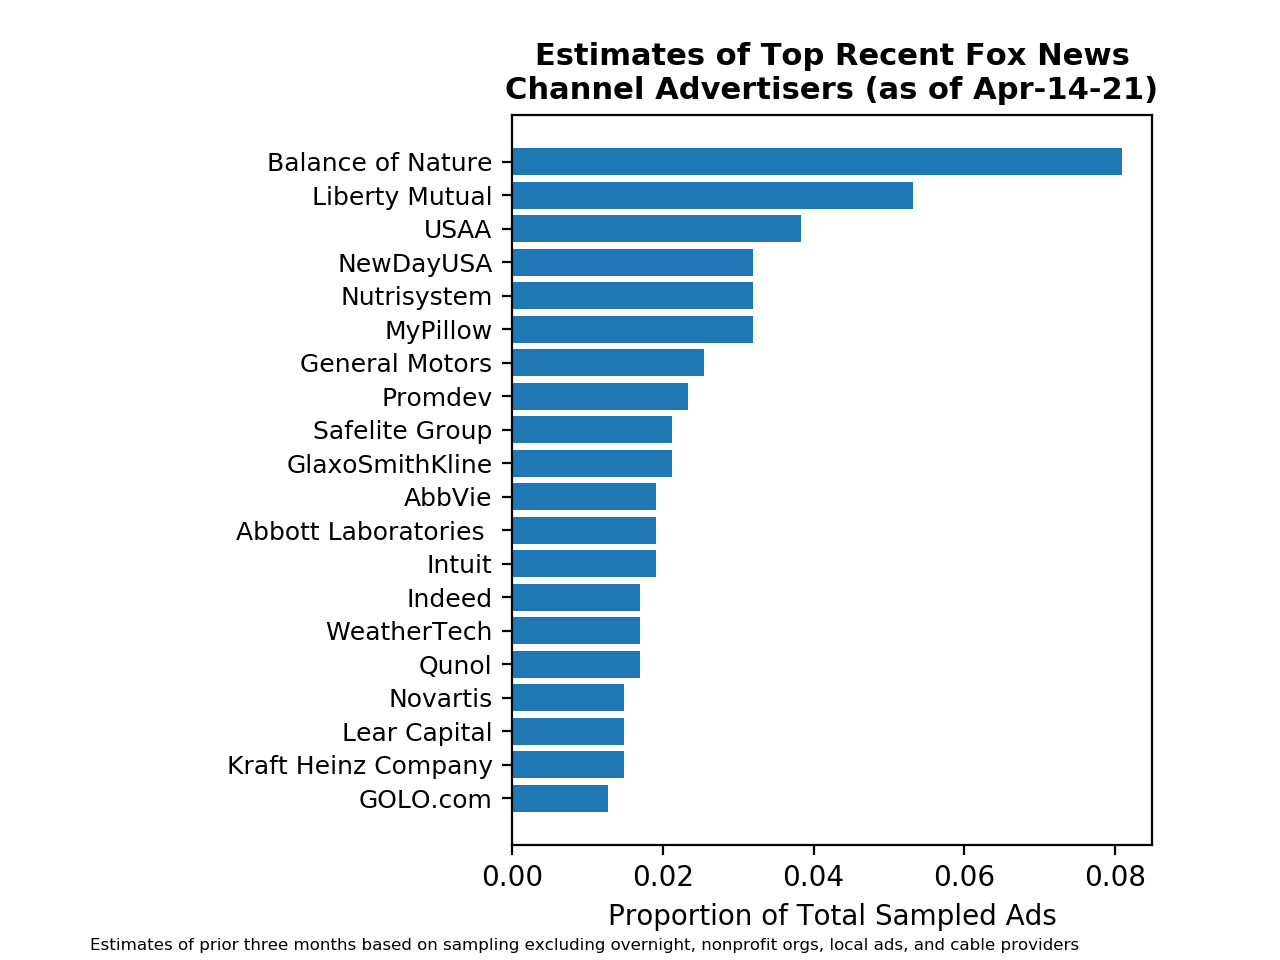 Estimates of Top Recent Fox News
Channel Advertisers (as of Apr-14-21)
Balance of Nature
Liberty Mutual
USAA
NewDayUSA
Nutrisystem
MyPillow
General Motors
Promdev
Safelite Group
GlaxoSmithKline
AbbVie
Abbott Laboratories
Intuit
Indeed
WeatherTech
Qunol
Novartis
Lear Capital
Kraft Heinz Company
GOLO.com
0.00 0.02 0.04 0.06 0.08
Proportion of Total Sampled Ads
Estimates of prior three months based on sampling excluding overnight, nonprofit orgs, local ads, and cable providers